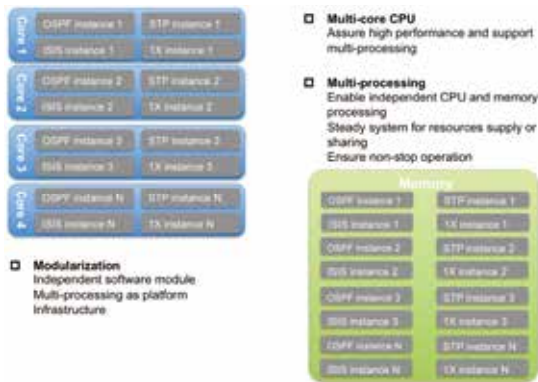 Core 1
OSPF instance 1
STP instance 1
ISIS instance 1
1X instance 1
Core 2
OSPF instance 2
STP instance 2
ISIS instance 2
1X instance 2
Core 3
OSPF instance 3
STP instance 3
ISIS instance 3
1X instance 3
Core 4
OSPF instance N
STP instance N
ISIS instance N
1X instance N
Modularization
Independent software module
Multi-processing as platform
Infrastructure
Multi-core CPU
Assure high performance and support
multi-processing
Multi-processing
Enable independent CPU and memory
processing
Steady system for resources supply or
sharing
Ensure non-stop operation
Memory
OSPF instance 1
STP instance 1
ISIS instance 1
1X instance 1
OSPF instance 2
STP instance 2
ISIS instance 2
1X instance 2
OSPF instance 3
STP instance 3
ISIS instance 3
1X instance 3
OSPF instance N
STP instance N
ISIS instance N
1X instance N